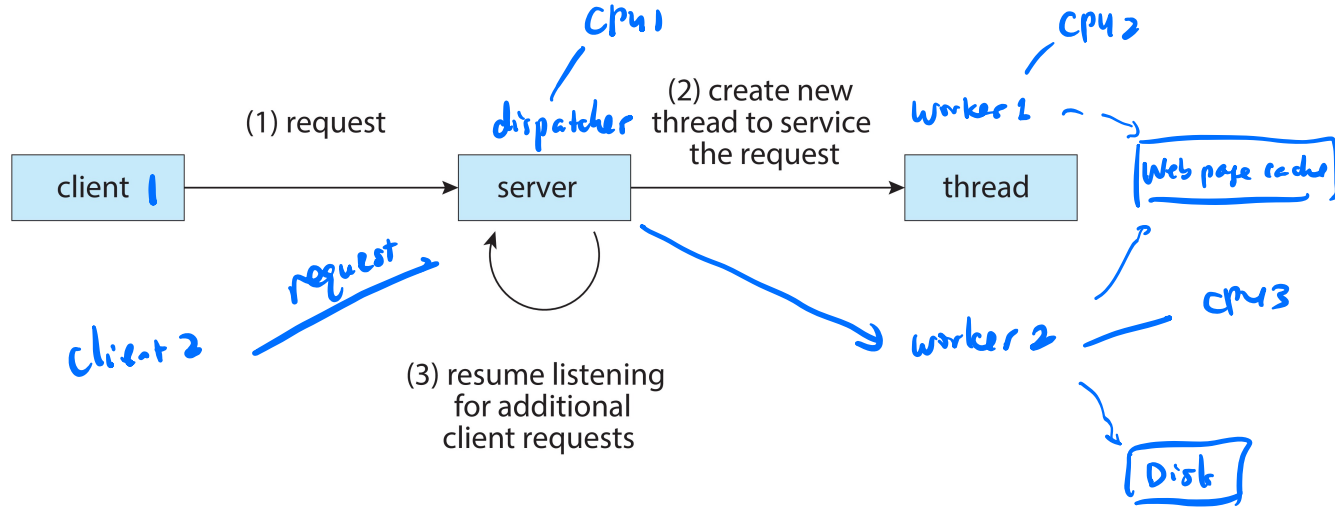 CPU 1
CPU 2
dispatcher
(1) request
(2) create new
thread to service
the request
worker 1
client 1
server
thread
Web page cache
request
client 2
worker 2
CPU 3
(3) resume listening
for additional
client requests
Disk